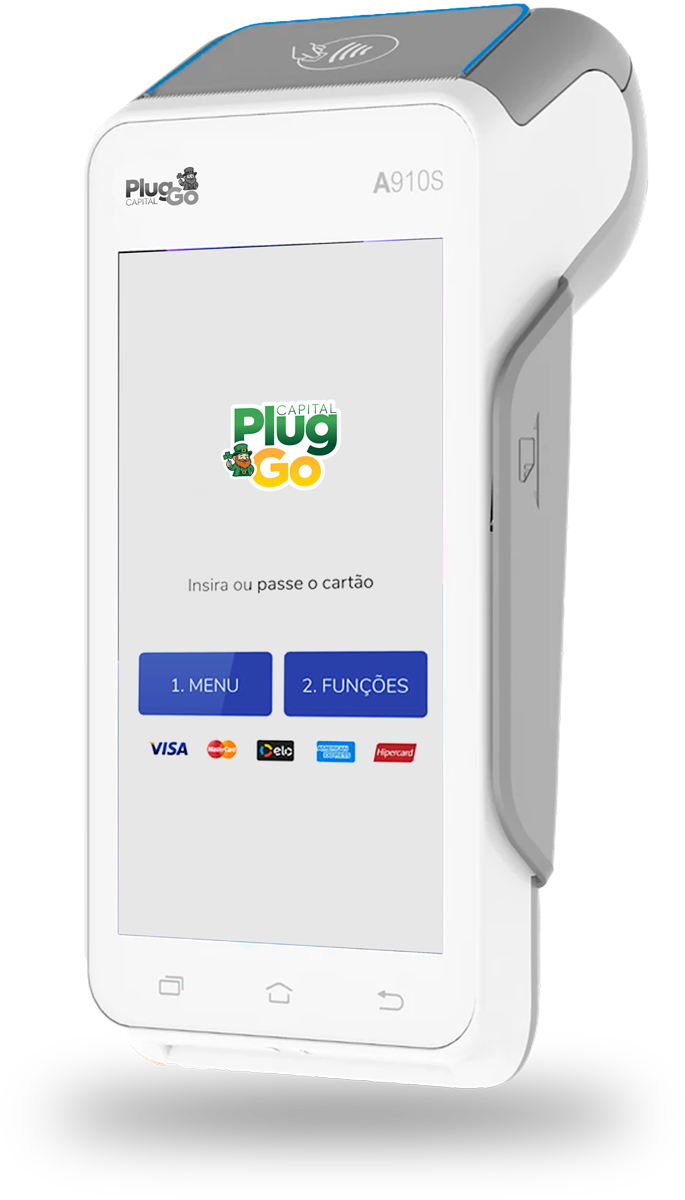 Plug
CAPITAL Go
A910S
CAPITAL
Plug
Go
Insira ou passe o cartão
1. MENU
2. FUNÇÕES
VISA
MasterCard
elo
AMERICAN
EXPRESS
Hipercard